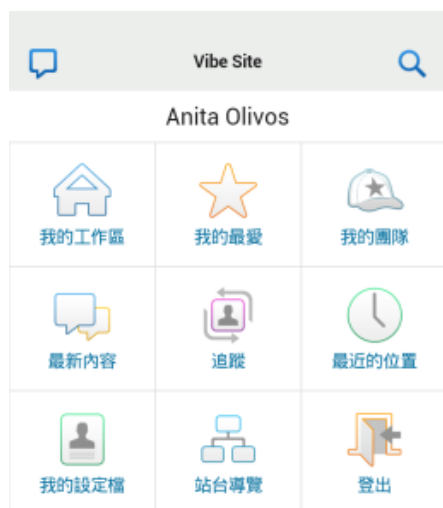 Vibe Site
Anita Olivos
我的工作區
我的最愛
我的團隊
最新內容
追蹤
最近的位置
我的設定檔
站台導覽
登出